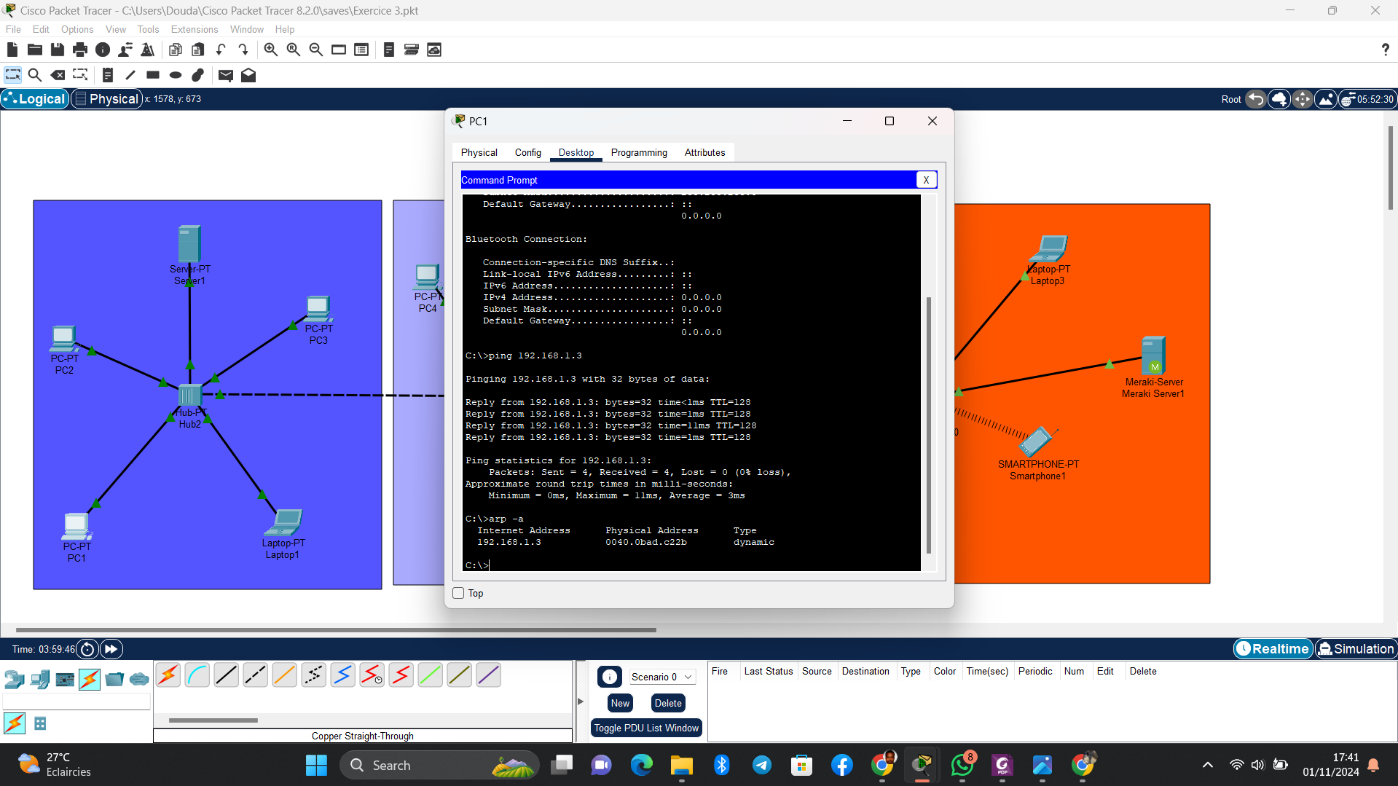 Cisco Packet Tracer - C:\Users\Douda\Cisco Packet Tracer 8.2.0\saves\Exercice 3.pkt
File Edit Options View Tools Extensions Window Help
?
Logical Physical x: 1578, y: 673
Root 05:52:30
PC1
Physical Config Desktop Programming Attributes
Command Prompt
X
Default Gateway.................: ::
0.0.0.0
Bluetooth Connection:
Connection-specific DNS Suffix..:
Link-local IPv6 Address.........: ::
IPv6 Address....................: ::
IPv4 Address....................: 0.0.0.0
Subnet Mask.....................: 0.0.0.0
Default Gateway.................: ::
0.0.0.0
C:\>ping 192.168.1.3
Pinging 192.168.1.3 with 32 bytes of data:
Reply from 192.168.1.3: bytes=32 time<1ms TTL=128
Reply from 192.168.1.3: bytes=32 time=1ms TTL=128
Reply from 192.168.1.3: bytes=32 time=11ms TTL=128
Reply from 192.168.1.3: bytes=32 time=1ms TTL=128
Ping statistics for 192.168.1.3:
Packets: Sent = 4, Received = 4, Lost = 0 (0% loss),
Approximate round trip times in milli-seconds:
Minimum = 0ms, Maximum = 11ms, Average = 3ms
C:\>arp -a
Internet Address Physical Address Type
192.168.1.3 0040.0bad.c22b dynamic
C:\>
Top
Server-PT
Server1
PC-PT
PC3
PC-PT
PC2
Hub-PT
Hub2
PC-PT
PC1
Laptop-PT
Laptop1
PC-PT
PC4
Laptop-PT
Laptop3
M
Meraki-Server
Meraki Server1
0
SMARTPHONE-PT
Smartphone1
Time: 03:59:46
Realtime Simulation
Scenario 0
New Delete
Toggle PDU List Window
Fire Last Status Source Destination Type Color Time(sec) Periodic Num Edit Delete
Copper Straight-Through
27°C
Eclaircies
Search
8
17:41
01/11/2024